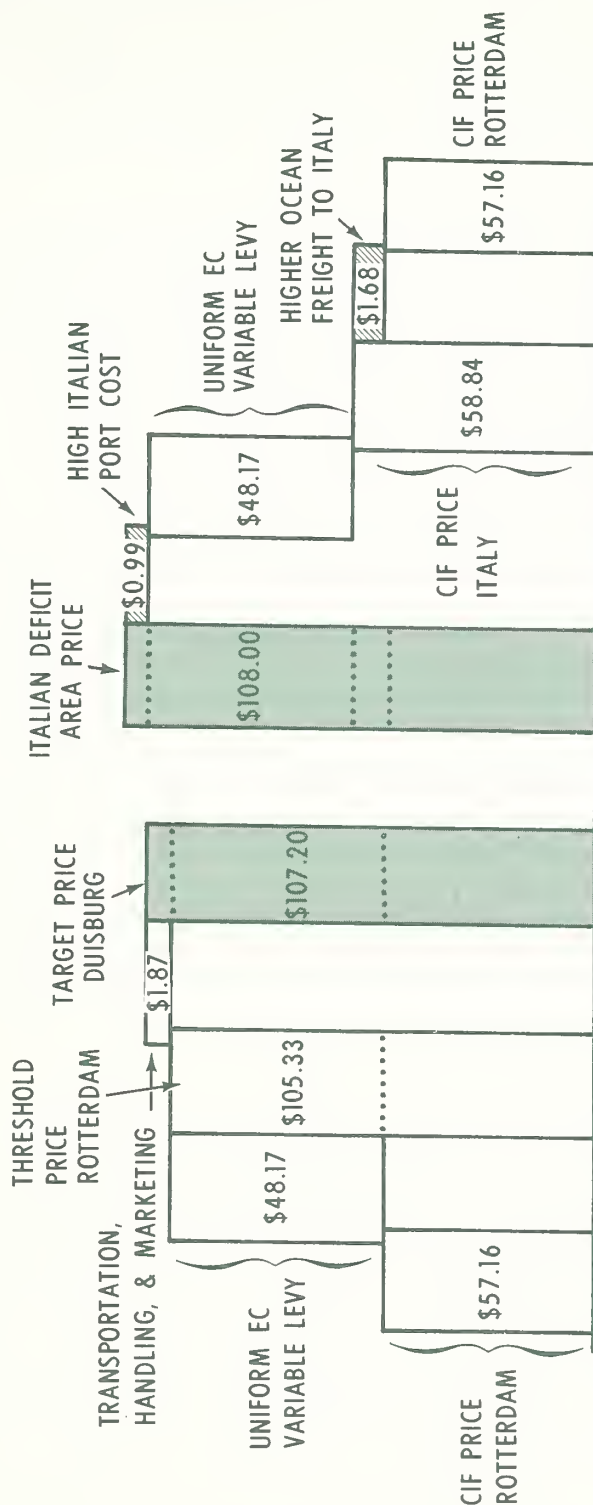 THRESHOLD
PRICE
ROTTERDAM
TRANSPORTATION,
HANDLING, & MARKETING
TARGET PRICE
DUISBURG
$1.87
UNIFORM EC
VARIABLE LEVY
$48.17
$105.33
$107.20
CIF PRICE
ROTTERDAM
$57.16
ITALIAN DEFICIT
AREA PRICE
HIGH ITALIAN
PORT COST
$0.99
$108.00
$48.17
UNIFORM EC
VARIABLE LEVY
HIGHER OCEAN
FREIGHT TO ITALY
$1.68
CIF PRICE
ITALY
$58.84
$57.16
CIF PRICE
ROTTERDAM